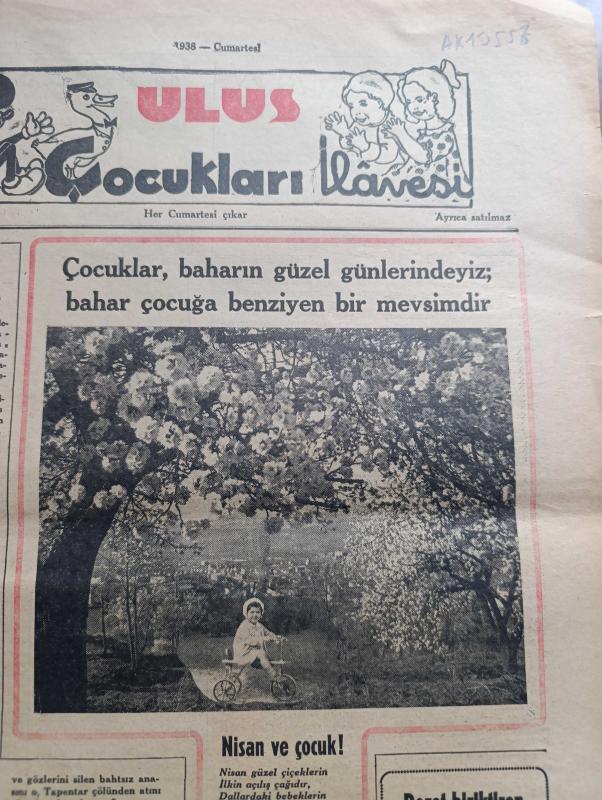 1938 — Cumartesi
AK19553
ULUS
Çocukları İlâvesi
Her Cumartesi çıkar
Ayrıca satılmaz
Çocuklar, baharın güzel günlerindeyiz;
bahar çocuğa benziyen bir mevsimdir
Nisan ve çocuk!
Nisan güzel çiçeklerin
İlkin açılış çağıdır,
Dallardaki bebeklerin
ve gözlerini silen bahtsız ana-
o, Tapentar çölünden atını
biriktiren